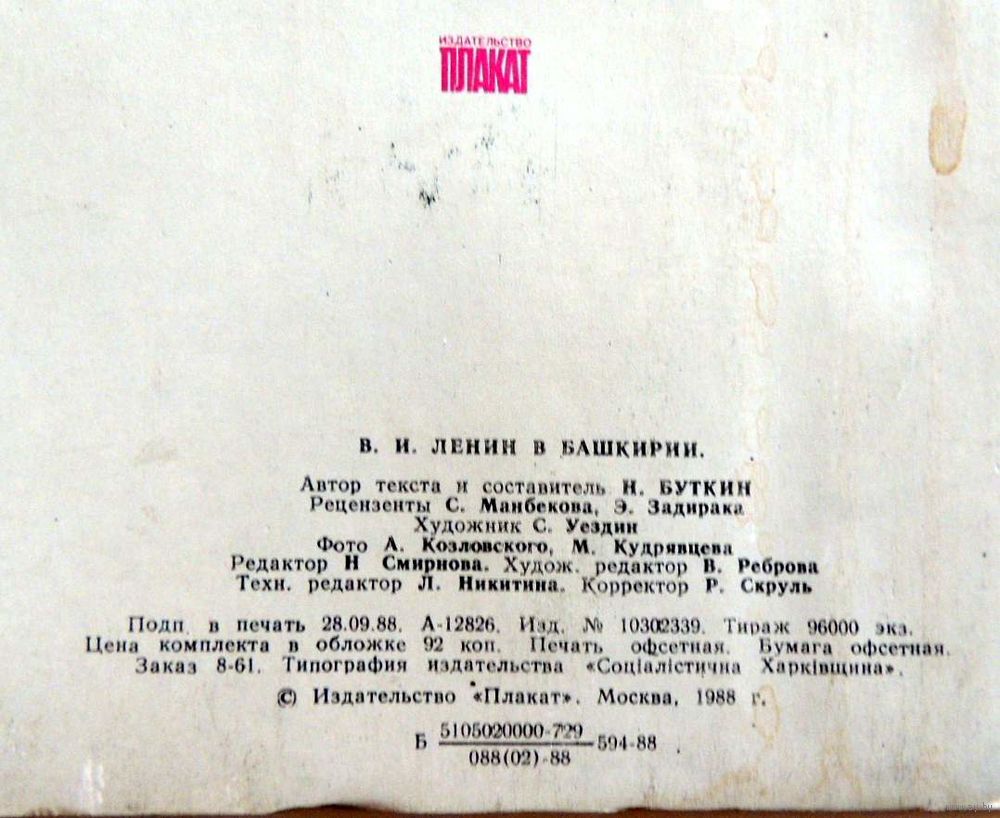 ИЗДАТЕЛЬСТВО
ПЛАКАТ
В. И. ЛЕНИН В БАШКИРИИ.
Автор текста и составитель Н. БУТКИН
Рецензенты С. Манбекова, Э. Задирака
Художник С. Уездин
Фото А. Козловского, М. Кудрявцева
Редактор Н Смирнова. Худож. редактор В. Реброва
Техн. редактор Л. Никитина. Корректор Р. Скруль
Подп. в печать 28.09.88. А-12826. Изд. № 10302339. Тираж 96000 экз.
Цена комплекта в обложке 92 коп. Печать офсетная. Бумага офсетная.
Заказ 8-61. Типография издательства «Соціалістична Харківщина».
© Издательство «Плакат». Москва, 1988 г.
Б 5105020000-729 594-88
088(02)-88